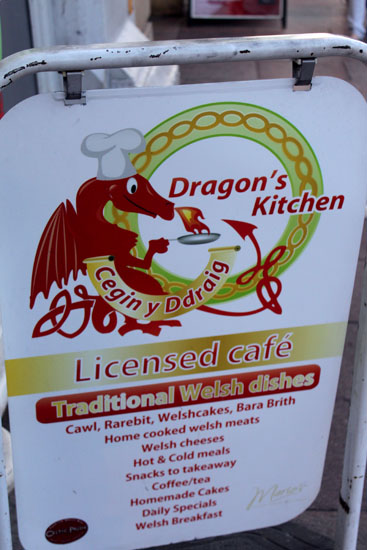 Dragon's
Kitchen
Cegin y Ddraig
Licensed café
Traditional Welsh dishes
Cawl, Rarebit, Welshcakes, Bara Brith
Home cooked welsh meats
Welsh cheeses
Hot & Cold meals
Snacks to takeaway
Coffee/tea
Homemade Cakes
Daily Specials
Welsh Breakfast